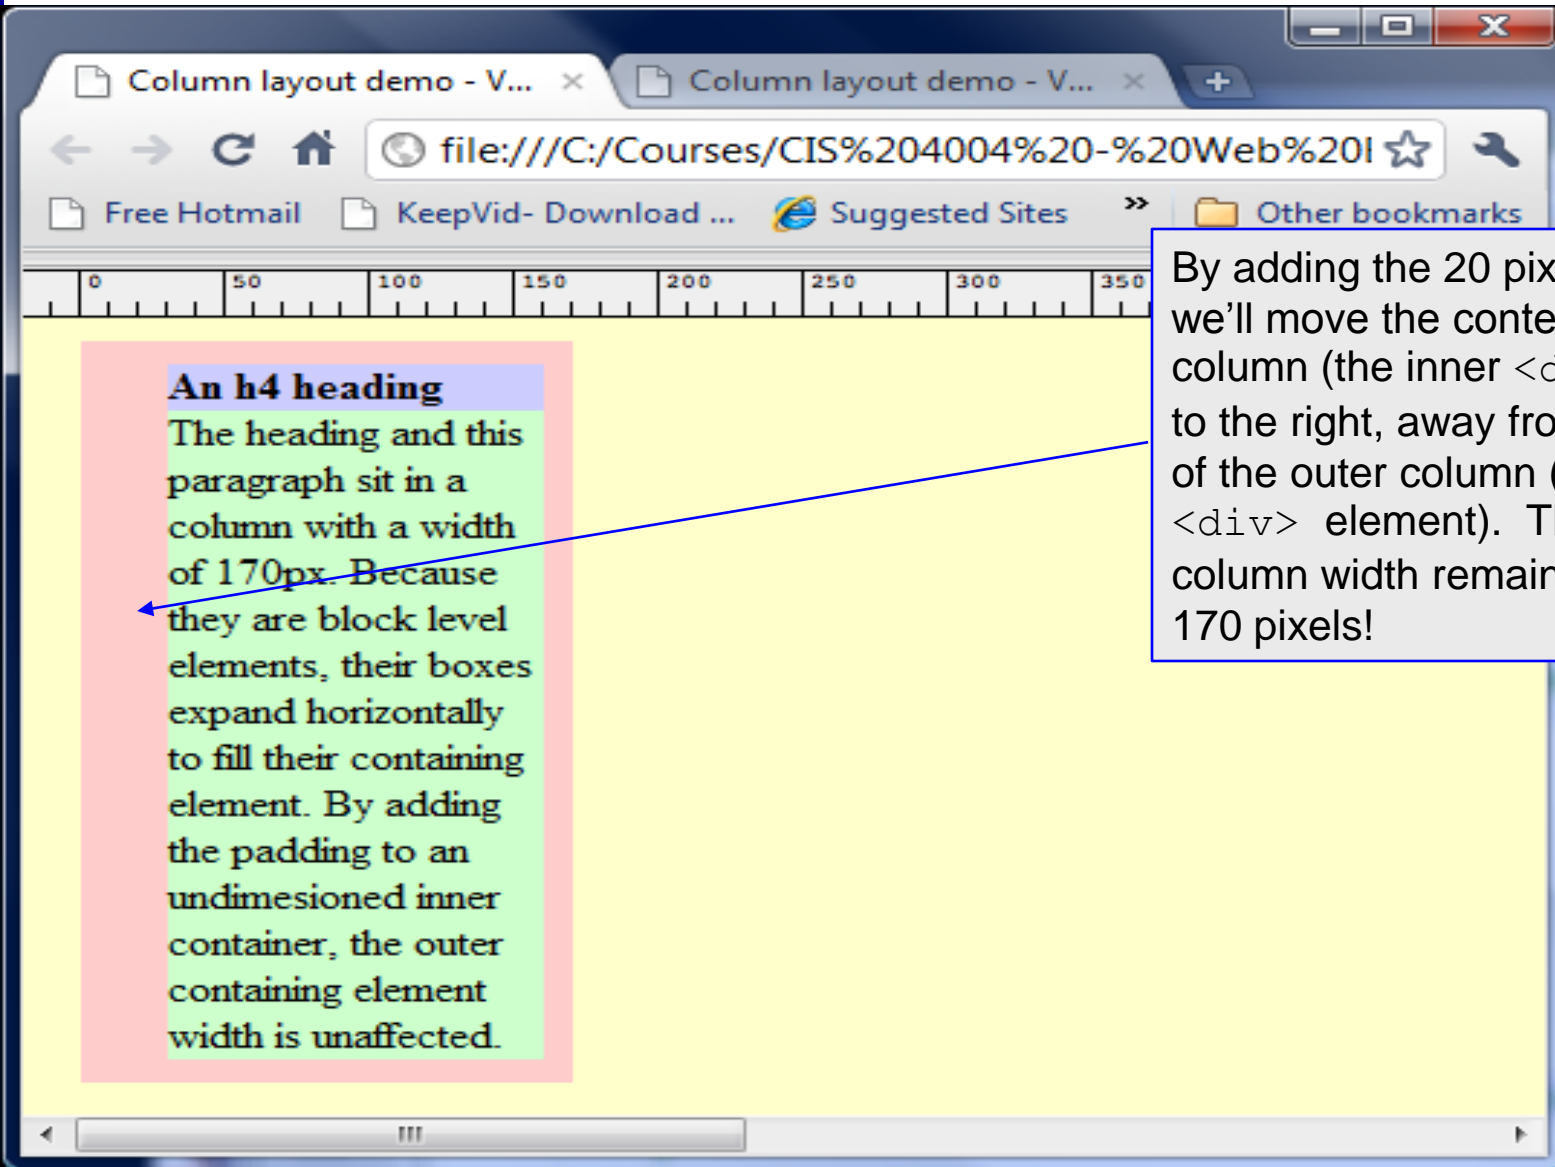 Column layout demo - V... Column layout demo - V...
file:///C:/Courses/CIS%204004%20-%20Web%20
Free Hotmail KeepVid- Download ... Suggested Sites » Other bookmarks
0 50 100 150 200 250 300 350
By adding the 20
we’ll move the
column (the inner
to the right, away
of the outer column (
<div> element).
column width
170 pixels!
An h4 heading
The heading and this
paragraph sit in a
column with a width
of 170px. Because
they are block level
elements, their boxes
expand horizontally
to fill their containing
element. By adding
the padding to an
undimesioned inner
container, the outer
containing element
width is unaffected.